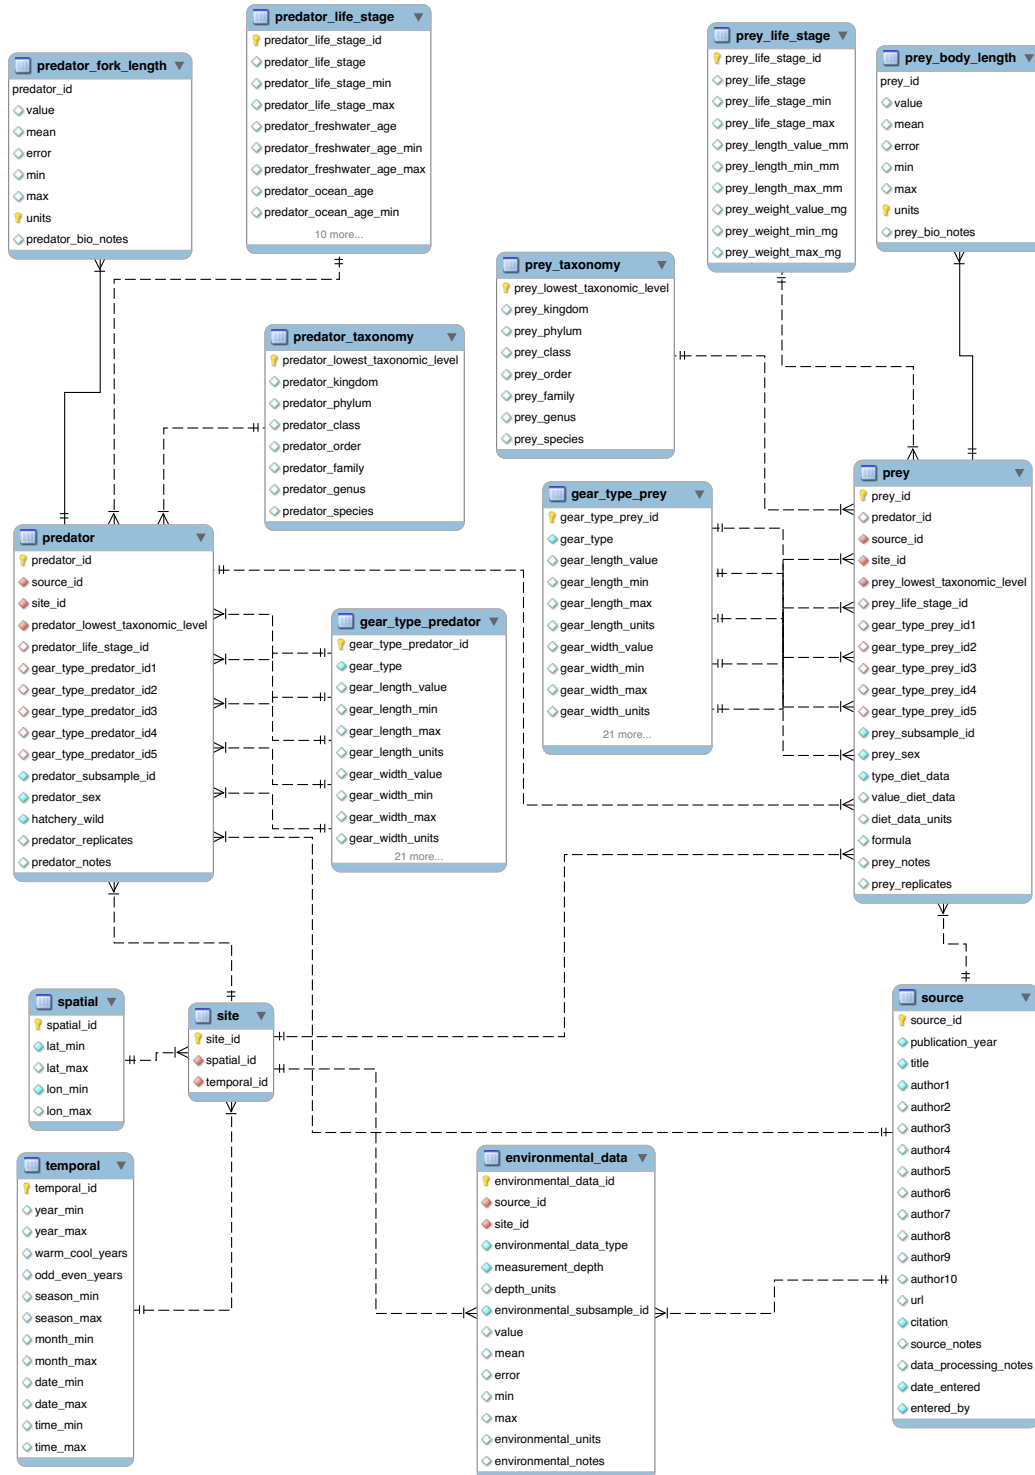 predator_life_stage
predator_life_stage_id
predator_life_stage
predator_life_stage_min
predator_life_stage_max
predator_freshwater_age
predator_freshwater_age_min
predator_freshwater_age_max
predator_ocean_age
predator_ocean_age_min
10 more...
prey_life_stage
prey_life_stage_id
prey_life_stage
prey_life_stage_min
prey_life_stage_max
prey_length_value_mm
prey_length_min_mm
prey_length_max_mm
prey_weight_value_mg
prey_weight_min_mg
prey_weight_max_mg
predator_fork_length
predator_id
value
mean
error
min
max
units
predator_bio_notes
prey_body_length
prey_id
value
mean
error
min
max
units
prey_bio_notes
prey_taxonomy
prey_lowest_taxonomic_level
prey_kingdom
prey_phylum
prey_class
prey_order
prey_family
prey_genus
prey_species
predator_taxonomy
predator_lowest_taxonomic_level
predator_kingdom
predator_phylum
predator_class
predator_order
predator_family
predator_genus
predator_species
prey
prey_id
predator_id
source_id
site_id
prey_lowest_taxonomic_level
prey_life_stage_id
gear_type_prey_id1
gear_type_prey_id2
gear_type_prey_id3
gear_type_prey_id4
gear_type_prey_id5
prey_subsample_id
prey_sex
type_diet_data
value_diet_data
diet_data_units
formula
prey_notes
prey_replicates
gear_type_prey
gear_type_prey_id
gear_type
gear_length_value
gear_length_min
gear_length_max
gear_length_units
gear_width_value
gear_width_min
gear_width_max
gear_width_units
21 more...
predator
predator_id
source_id
site_id
predator_lowest_taxonomic_level
predator_life_stage_id
gear_type_predator_id1
gear_type_predator_id2
gear_type_predator_id3
gear_type_predator_id4
gear_type_predator_id5
predator_subsample_id
predator_sex
hatchery_wild
predator_replicates
predator_notes
gear_type_predator
gear_type_predator_id
gear_type
gear_length_value
gear_length_min
gear_length_max
gear_length_units
gear_width_value
gear_width_min
gear_width_max
gear_width_units
21 more...
spatial
spatial_id
lat_min
lat_max
lon_min
lon_max
site
site_id
spatial_id
temporal_id
source
source_id
publication_year
title
author1
author2
author3
author4
author5
author6
author7
author8
author9
author10
url
citation
source_notes
data_processing_notes
date_entered
entered_by
temporal
temporal_id
year_min
year_max
warm_cool_years
odd_even_years
season_min
season_max
month_min
month_max
date_min
date_max
time_min
time_max
environmental_data
environmental_data_id
source_id
site_id
environmental_data_type
measurement_depth
depth_units
environmental_subsample_id
value
mean
error
min
max
environmental_units
environmental_notes